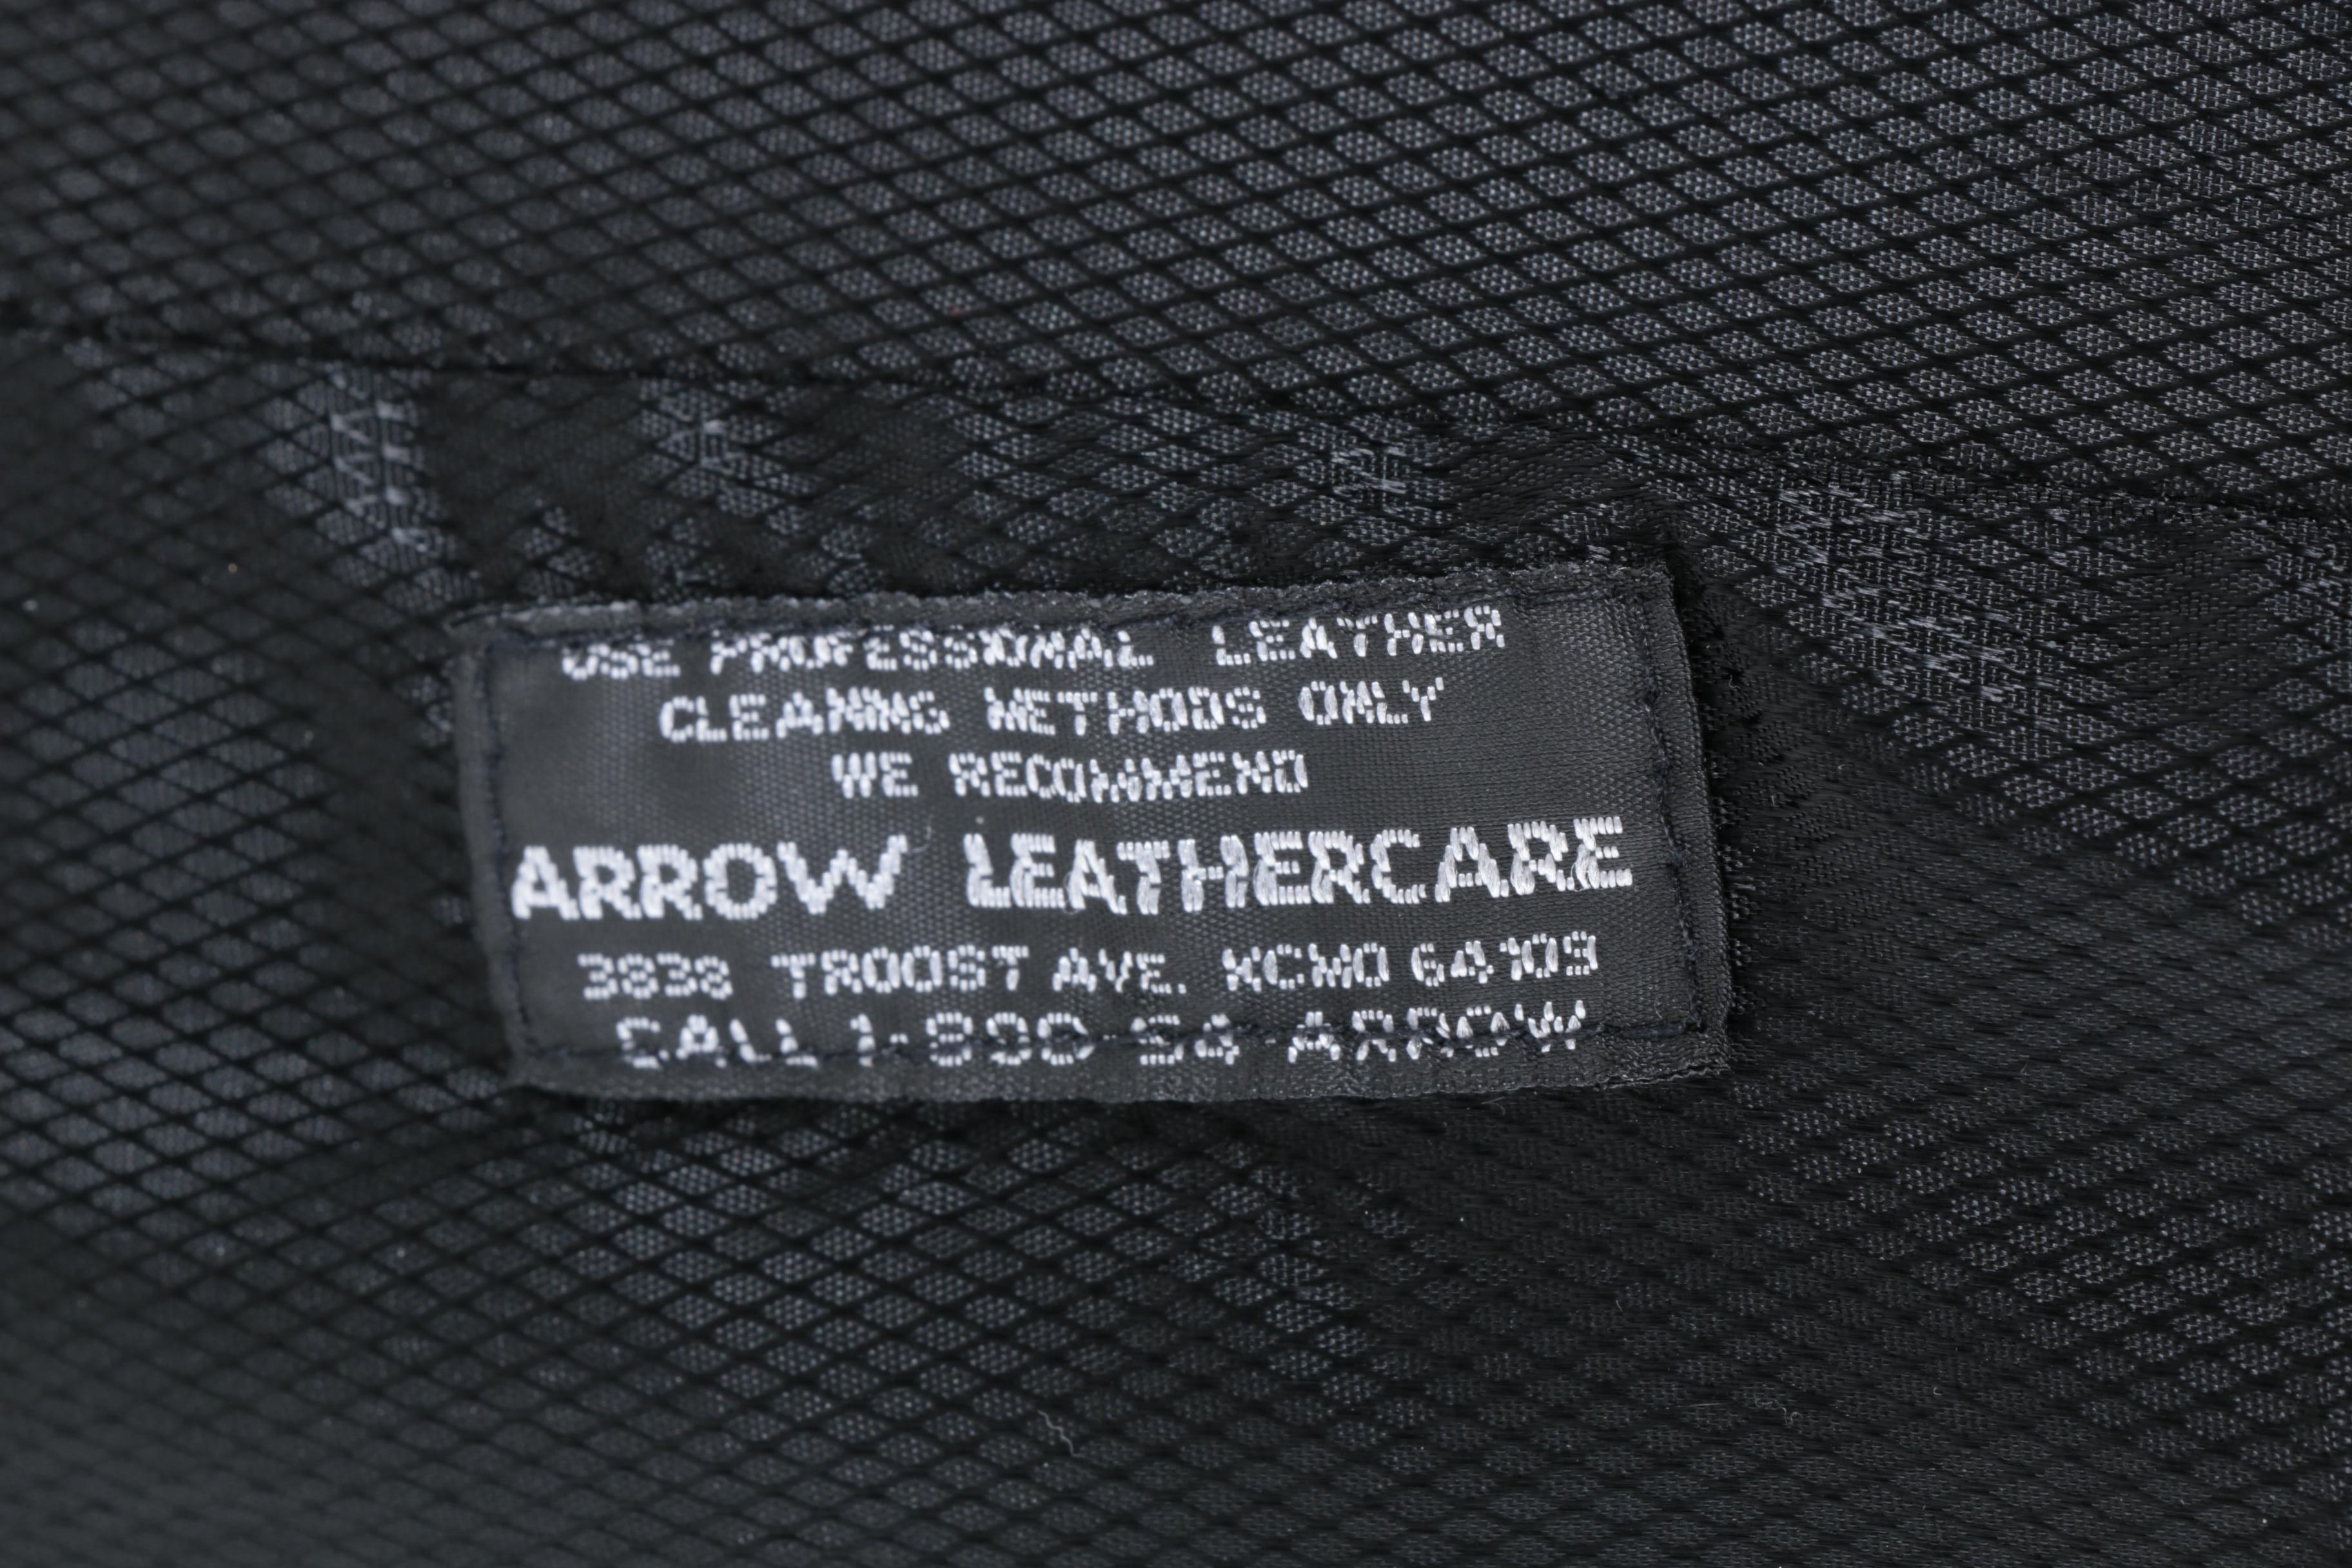 USE PROFESSIONAL LEATHER
CLEANING METHODS ONLY
WE RECOMMEND
ARROW LEATHERCARE
3838 TROOST AVE. KCMO 64109
CALL 1-800-54-ARROW